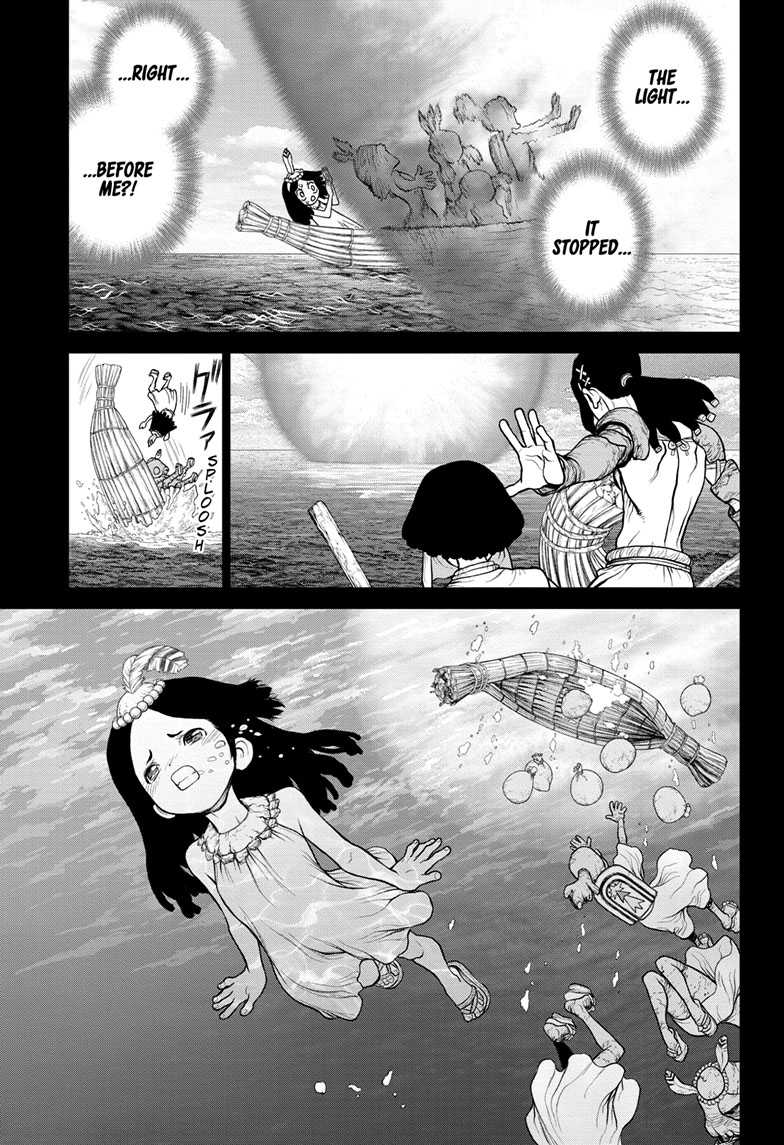 THE
LIGHT...
IT
STOPPED...
...RIGHT...
...BEFORE
ME?!
グラァ
SPLOOSH